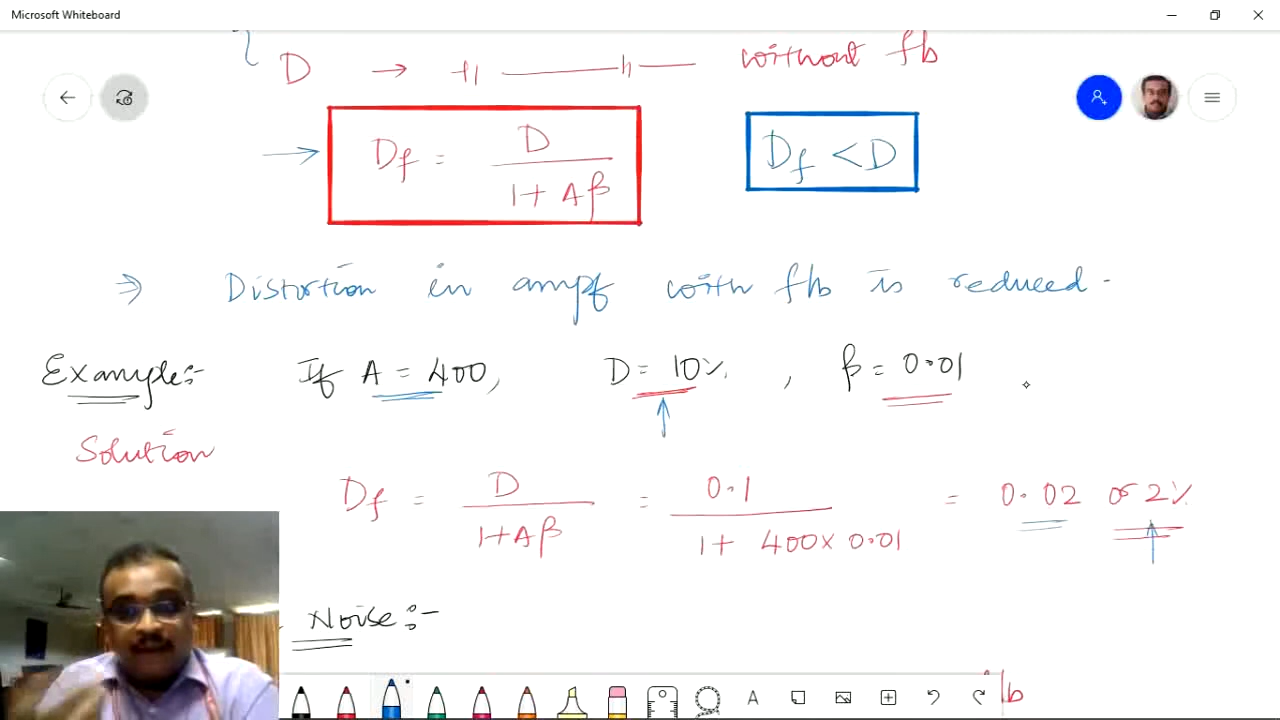 Microsoft Whiteboard
D → without fb
Df = D / 1 + Aβ
Df < D
⇒ Distortion in ampf with fb is reduced.
Example:- If A = 400, D = 10%, β = 0.01
Solution
Df = D / 1+Aβ = 0.1 / 1 + 400 x 0.01 = 0.02 or 2%
Noise:-
A
b